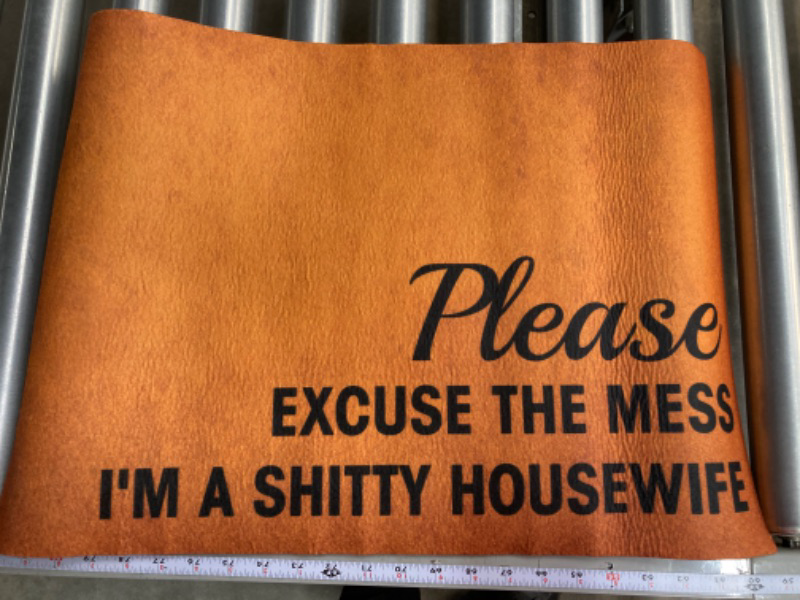 Please
EXCUSE THE MESS
I'M A SHITTY HOUSEWIFE